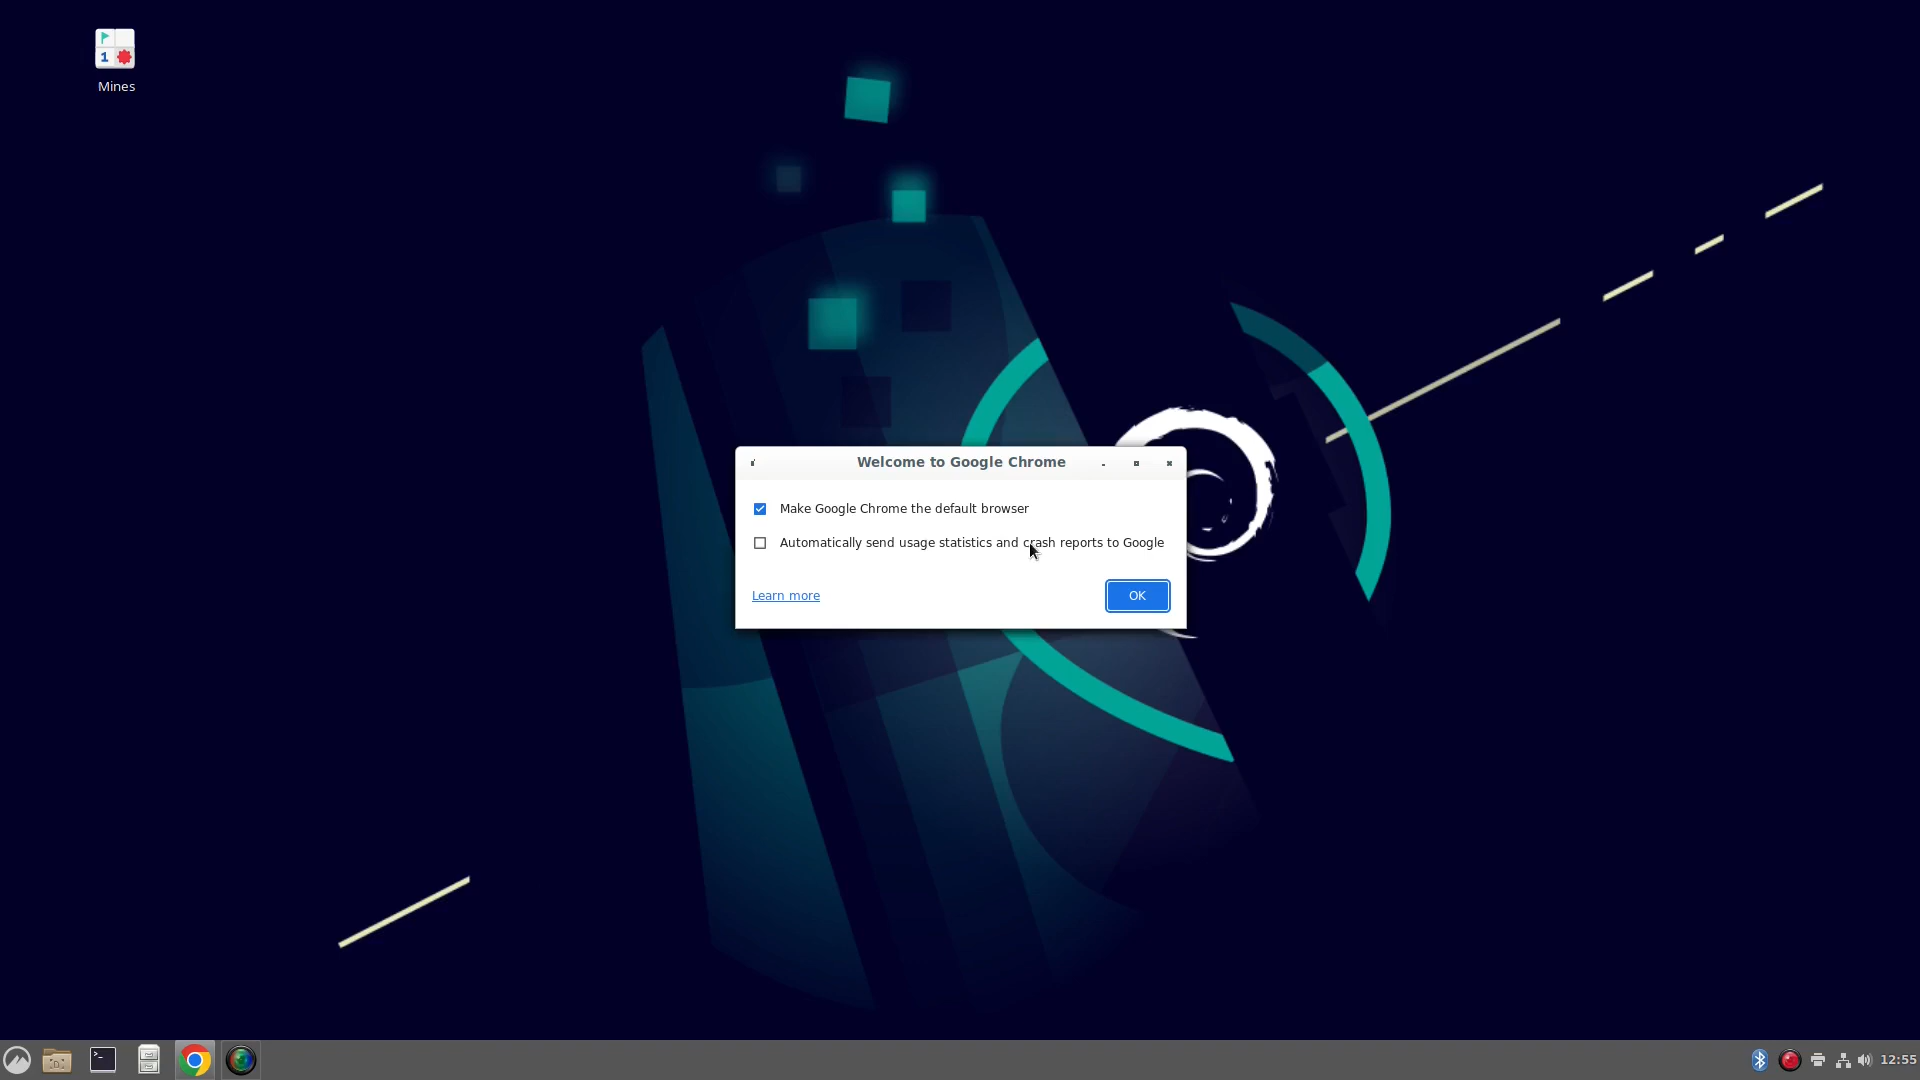 1
Mines
Welcome to Google Chrome
Make Google Chrome the default browser
Automatically send usage statistics and crash reports to Google
Learn more
OK
12:55